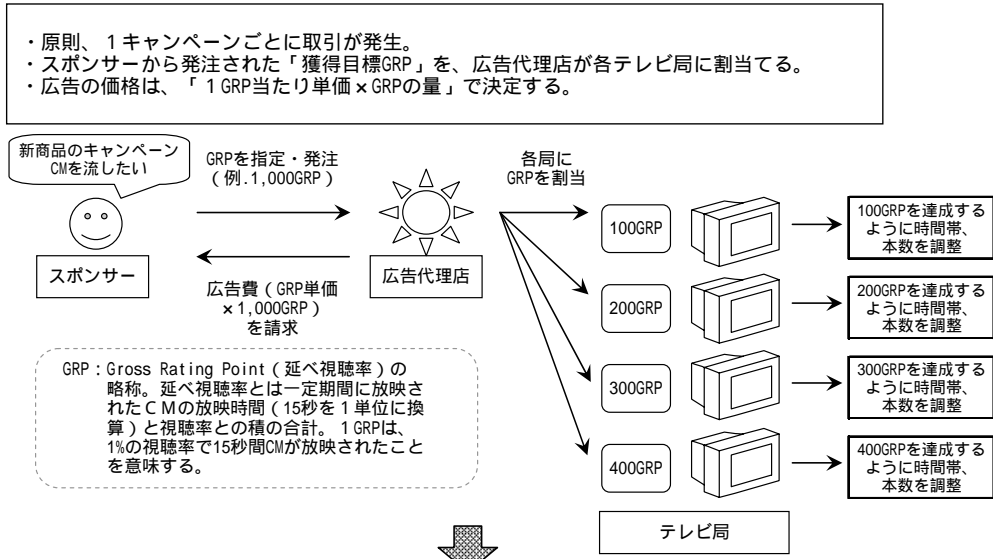 ・原則、１キャンペーンごとに取引が発生。
・スポンサーから発注された「獲得目標GRP」を、広告代理店が各テレビ局に割当てる。
・広告の価格は、「１GRP当たり単価×GRPの量」で決定する。
新商品のキャンペーン
CMを流したい
スポンサー
GRPを指定・発注
（例.1,000GRP）
広告費（GRP単価
×1,000GRP）
を請求
広告代理店
各局に
GRPを割当
100GRP
100GRPを達成する
ように時間帯、
本数を調整
200GRP
200GRPを達成する
ように時間帯、
本数を調整
300GRP
300GRPを達成する
ように時間帯、
本数を調整
400GRP
400GRPを達成する
ように時間帯、
本数を調整
テレビ局
GRP：Gross Rating Point（延べ視聴率）の
略称。延べ視聴率とは一定期間に放映さ
れたＣＭの放映時間（15秒を１単位に換
算）と視聴率との積の合計。１GRPは、
1%の視聴率で15秒間CMが放映されたこと
を意味する。